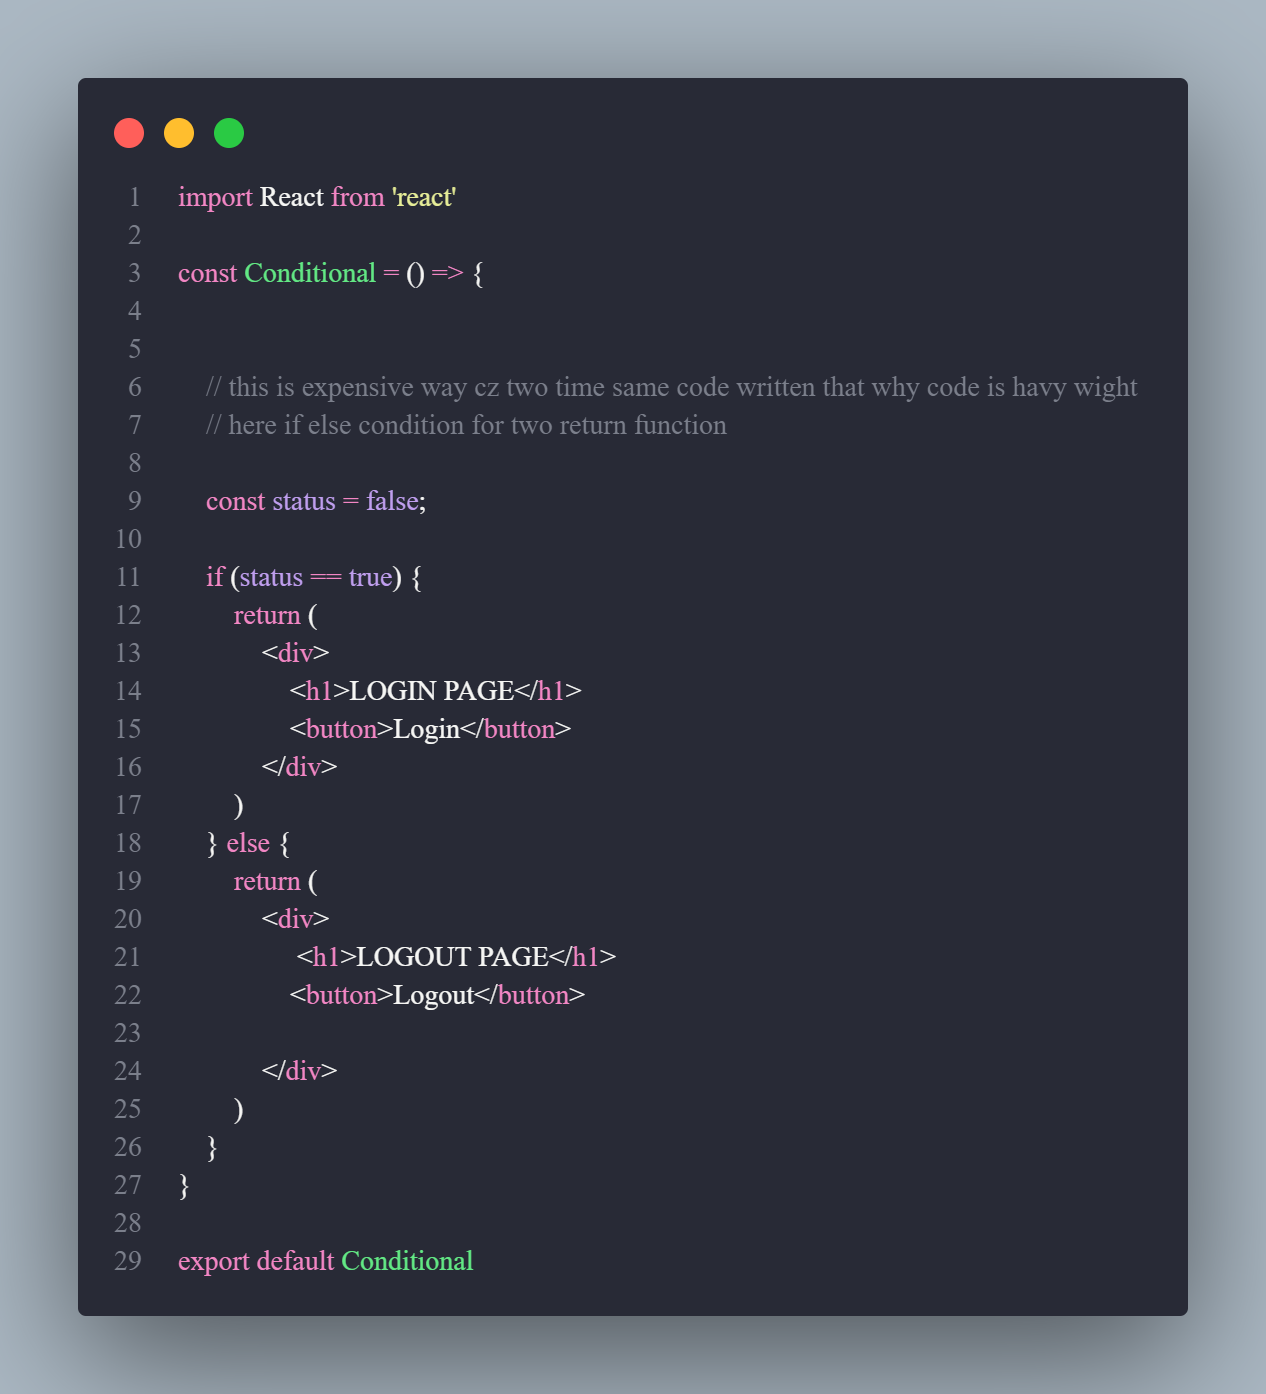 1 import React from 'react'
2
3 const Conditional = () => {
4
5
6 // this is expensive way cz two time same code written that why code is havy wight
7 // here if else condition for two return function
8
9 const status = false;
10
11 if (status == true) {
12 return (
13 <div>
14 <h1>LOGIN PAGE</h1>
15 <button>Login</button>
16 </div>
17 )
18 } else {
19 return (
20 <div>
21 <h1>LOGOUT PAGE</h1>
22 <button>Logout</button>
23
24 </div>
25 )
26 }
27 }
28
29 export default Conditional